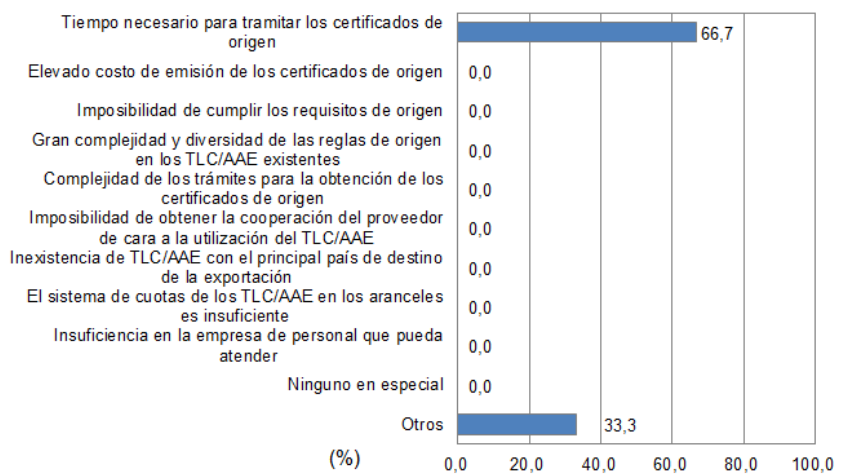 Tiempo necesario para tramitar los certificados de
origen
66,7
Elevado costo de emisión de los certificados de origen
0,0
Imposibilidad de cumplir los requisitos de origen
0,0
Gran complejidad y diversidad de las reglas de origen
en los TLC/AAE existentes
0,0
Complejidad de los trámites para la obtención de los
certificados de origen
0,0
Imposibilidad de obtener la cooperación del proveedor
de cara a la utilización del TLC/AAE
0,0
Inexistencia de TLC/AAE con el principal país de destino
de la exportación
0,0
El sistema de cuotas de los TLC/AAE en los aranceles
es insuficiente
0,0
Insuficiencia en la empresa de personal que pueda
atender
0,0
Ninguno en especial
0,0
Otros
33,3
(%)
0,0 20,0 40,0 60,0 80,0 100,0